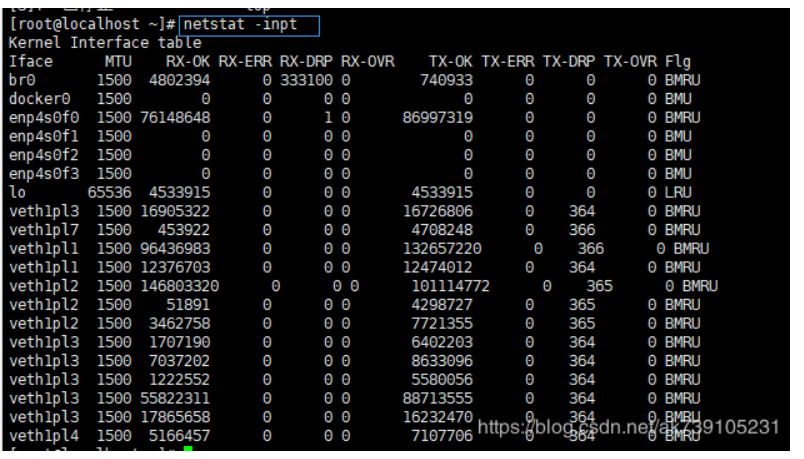 [root@localhost ~]# netstat -inpt
Kernel Interface table
Iface MTU RX-OK RX-ERR RX-DRP RX-OVR TX-OK TX-ERR TX-DRP TX-OVR Flg
br0 1500 4802394 0 333100 0 740933 0 0 0 BMRU
docker0 1500 0 0 0 0 0 0 0 0 BMU
enp4s0f0 1500 76148648 0 1 0 86997319 0 0 0 BMRU
enp4s0f1 1500 0 0 0 0 0 0 0 0 BMU
enp4s0f2 1500 0 0 0 0 0 0 0 0 BMU
enp4s0f3 1500 0 0 0 0 0 0 0 0 BMU
lo 65536 4533915 0 0 0 4533915 0 0 0 LRU
veth1pl3 1500 16905322 0 0 0 16726806 0 364 0 BMRU
veth1pl7 1500 453922 0 0 0 4708248 0 366 0 BMRU
veth1pl1 1500 96436983 0 0 0 132657220 0 366 0 BMRU
veth1pl1 1500 12376703 0 0 0 12474012 0 364 0 BMRU
veth1pl2 1500 146803320 0 0 0 101114772 0 365 0 BMRU
veth1pl2 1500 51891 0 0 0 4298727 0 365 0 BMRU
veth1pl2 1500 3462758 0 0 0 7721355 0 365 0 BMRU
veth1pl3 1500 1707190 0 0 0 6402203 0 364 0 BMRU
veth1pl3 1500 7037202 0 0 0 8633096 0 364 0 BMRU
veth1pl3 1500 1222552 0 0 0 5580056 0 364 0 BMRU
veth1pl3 1500 55822311 0 0 0 88713555 0 364 0 BMRU
veth1pl3 1500 17865658 0 0 0 16232470 0 364 0 BMRU
veth1pl4 1500 5166457 0 0 0 7107706 0 364 0 BMRU
https://blog.csdn.net/ak739105231